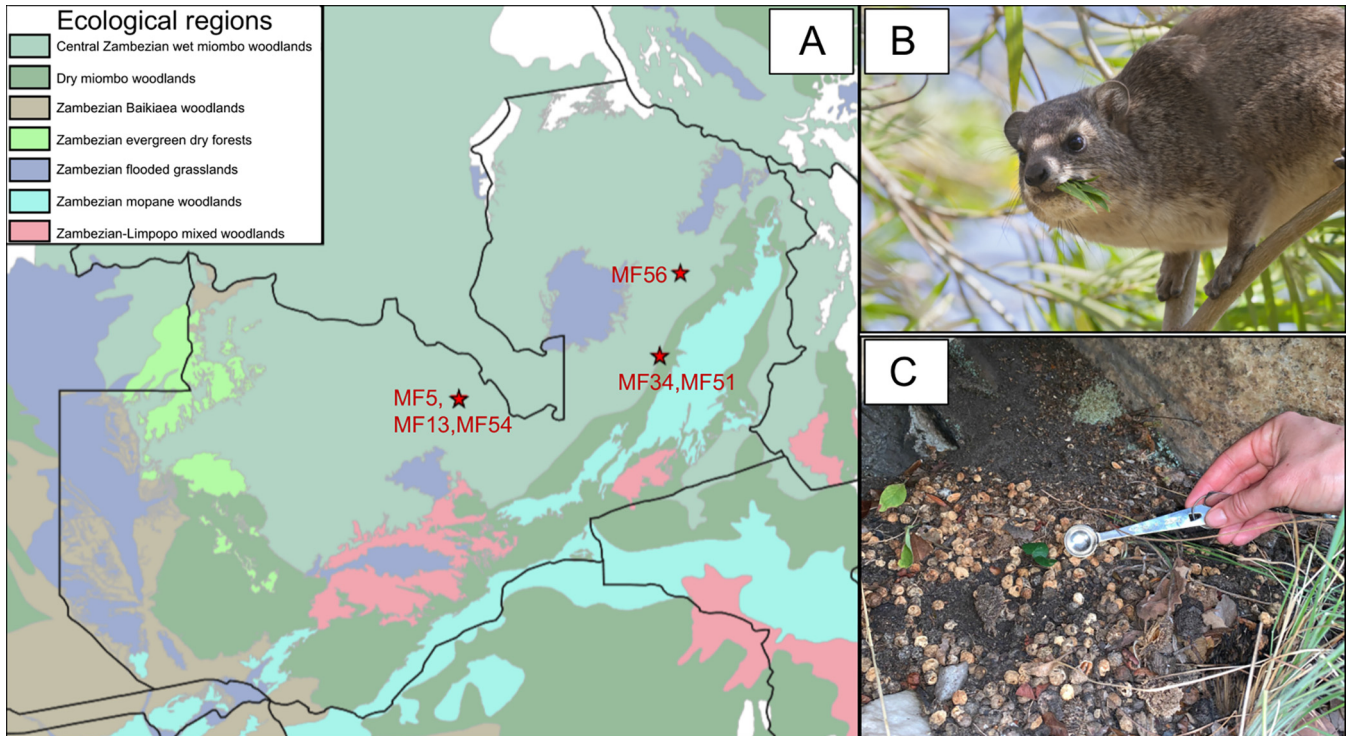 Ecological regions
Central Zambezian wet miombo woodlands
Dry miombo woodlands
Zambezian Baikiaea woodlands
Zambezian evergreen dry forests
Zambezian flooded grasslands
Zambezian mopane woodlands
Zambezian-Limpopo mixed woodlands
A
MF56
MF34,MF51
MF5,
MF13,MF54
B
C